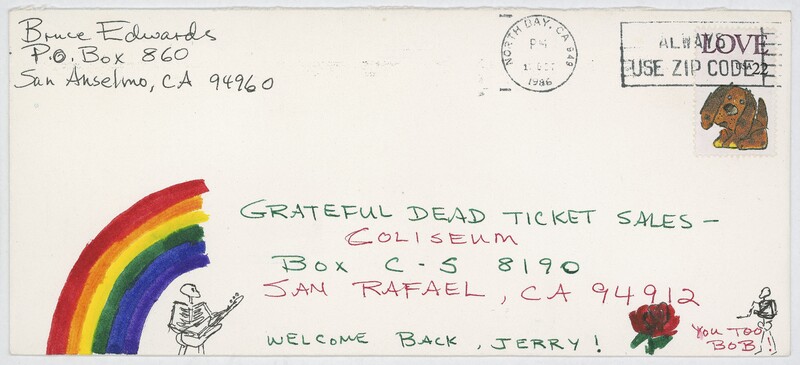 Bruce Edwards
P.O. Box 860
San Anselmo, CA 94960
NORTH BAY, CA 949
PM
1986
ALWAYS
USE ZIP CODE
LOVE
USA 22
GRATEFUL DEAD TICKET SALES —
COLISEUM
BOX C-S 8190
SAN RAFAEL, CA 94912
WELCOME BACK, JERRY!
YOU TOO,
BOB!